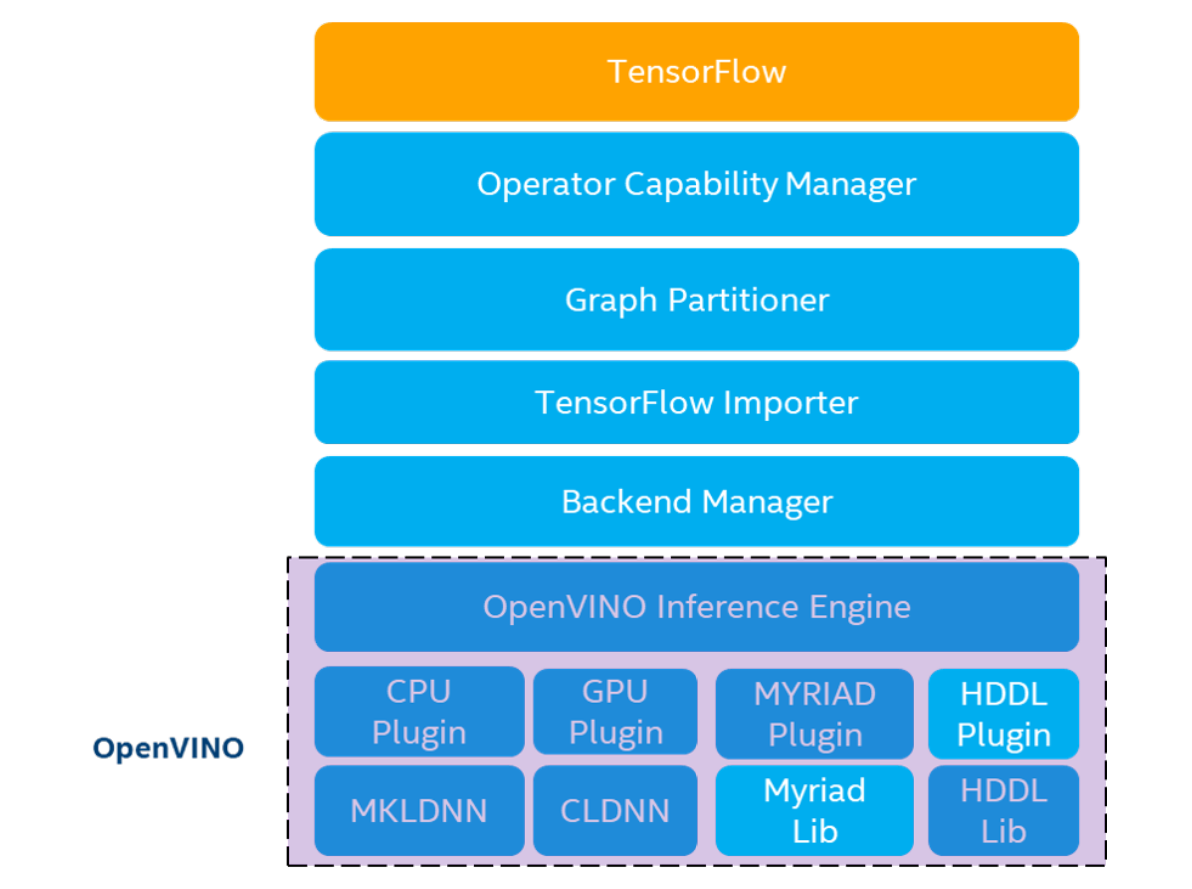 TensorFlow
Operator Capability Manager
Graph Partitioner
TensorFlow Importer
Backend Manager
OpenVINO Inference Engine
CPU
Plugin
GPU
Plugin
MYRIAD
Plugin
HDDL
Plugin
OpenVINO
MKLDNN
CLDNN
Myriad
Lib
HDDL
Lib